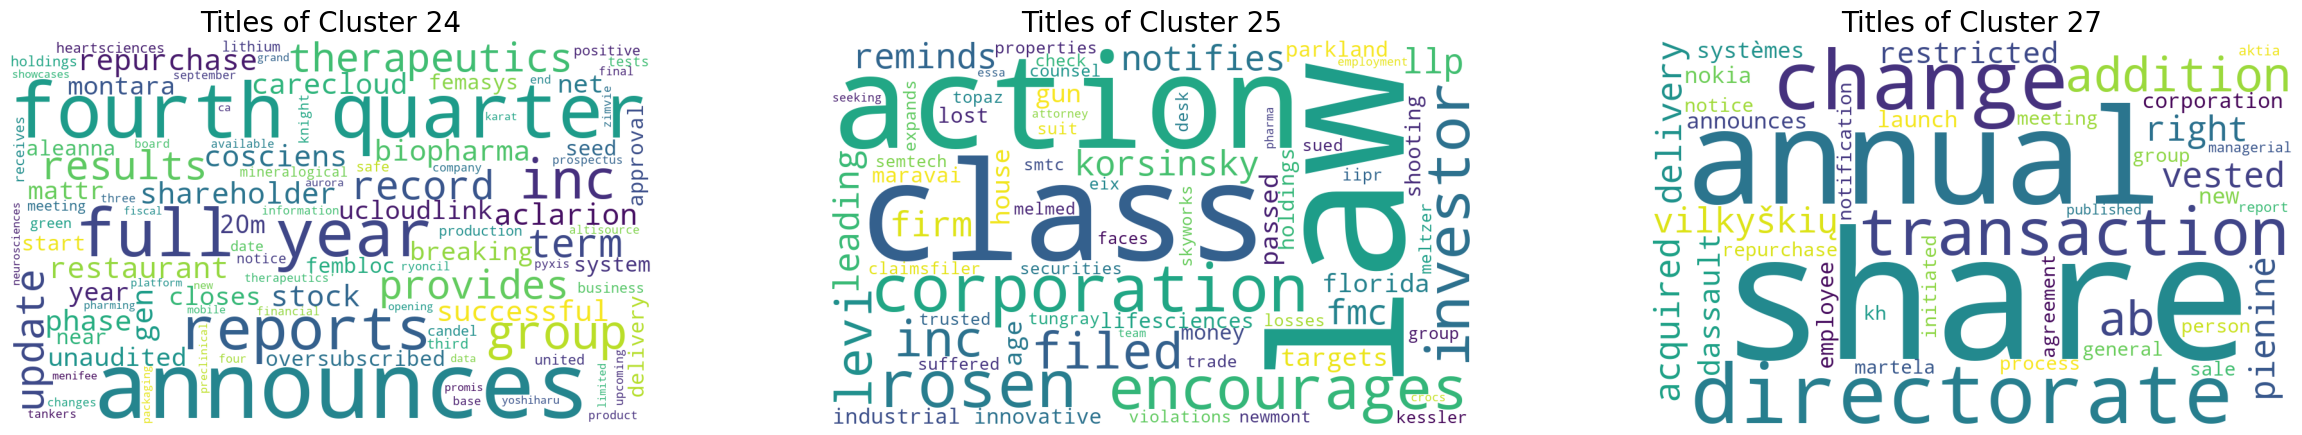 Titles of Cluster 24
heartsciences
lithium
positive
holdings
repurchase
grand
therapeutics
tests
showcases
september
final
montara
carecloud
femasys
end
net
fourth quarter
ca
knight
karat
zimvie
receives
aleanna
board
available
cosciens
biopharma
seed
approval
results
mineralogical
safe
company
prospectus
mattr
shareholder
aurora
record
inc
three
meeting
fiscal
information
ucloudlink
aclarion
green
20m
production
altisource
start
full year
date
breaking
term
neurosciences
notice
fembloc
ryoncil
pyxis
system
restaurant
therapeutics
update
year
platform
new
closes
stock
provides
business
pharming
gen
mobile
financial
opening
successful
phase
reports
candel
group
delivery
near
third
unaudited
four
preclinical
oversubscribed
data
united
menifee
announces
promis
limited
upcoming
changes
packaging
base
yoshiharu
tankers
product
Titles of Cluster 25
reminds
properties
check
notifies
parkland
employment
essa
counsel
llp
seeking
action
topaz
gun
desk
expands
lost
attorney
suit
law
pharma
shooting
investor
semtech
smtc
korsinsky
sued
maravai
house
eix
iipr
class
leading
firm
melmed
skyworks
passed
holdings
faces
meltzer
claimsfiler
securities
levi
corporation
florida
trusted
tungray
lifesciences
losses
fmc
inc
age
filed
team
money
group
suffered
trade
targets
rosen
encourages
crocs
industrial
innovative
violations
newmont
kessler
Titles of Cluster 27
systèmes
restricted
aktia
delivery
nokia
change
addition
notice
corporation
announces
notification
launch
meeting
right
annual
group
managerial
vested
vilkyškių
published
new
report
repurchase
transaction
acquired
dassault
employee
share
initiated
agreement
pieninė
kh
ab
person
general
martela
process
sale
directorate